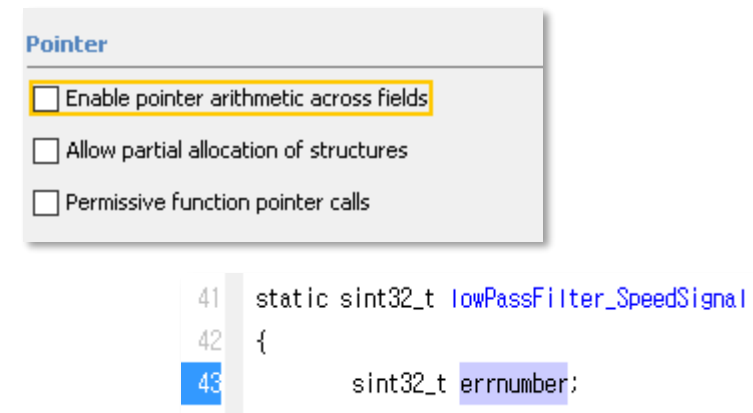 Pointer
Enable pointer arithmetic across fields
Allow partial allocation of structures
Permissive function pointer calls
41 static sint32_t lowPassFilter_SpeedSignal
42 {
43 sint32_t errnumber;